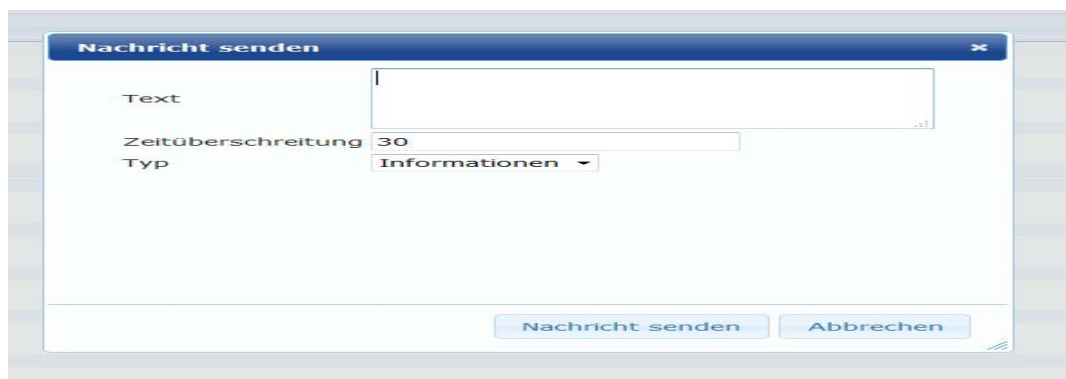 Nachricht senden
Text
Zeitüberschreitung 30
Typ Informationen
Nachricht senden Abbrechen